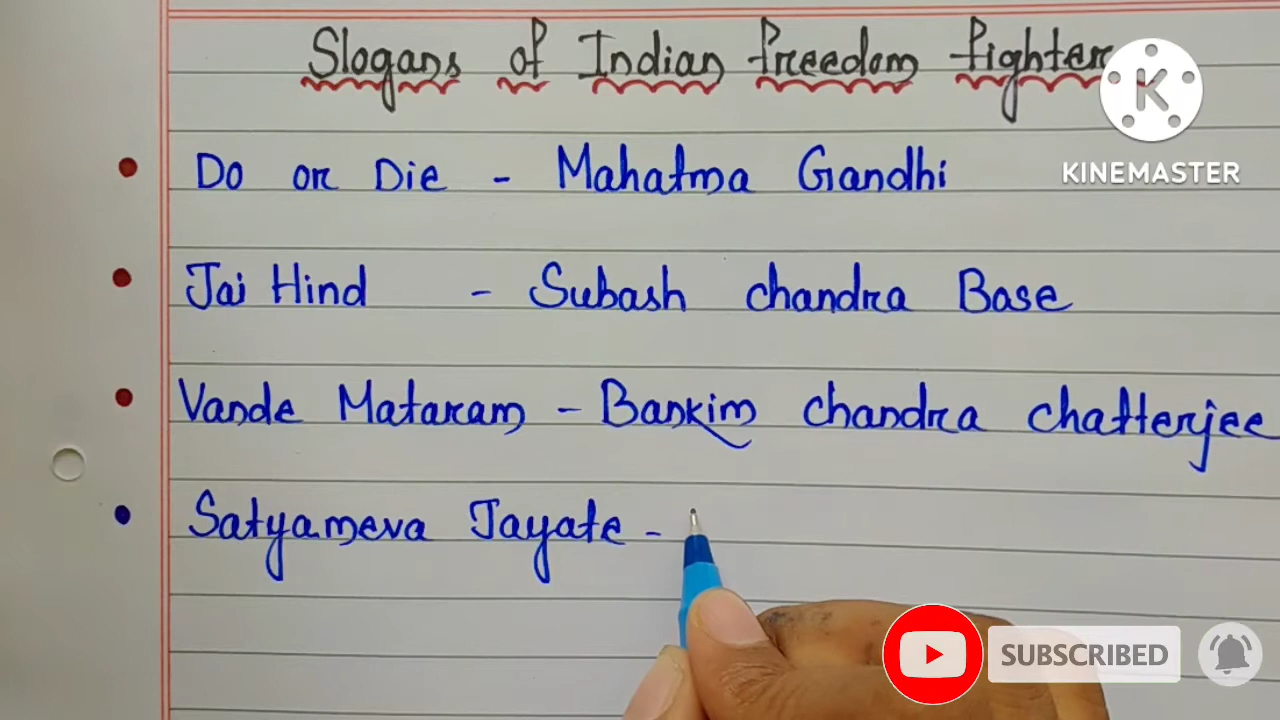 Slogans of Indian freedom fighter
K
KINEMASTER
Do or Die - Mahatma Gandhi
Jai Hind - Subash chandra Base
Vande Mataram - Bankim chandra Chatterjee
Satyameva Jayate -
SUBSCRIBED